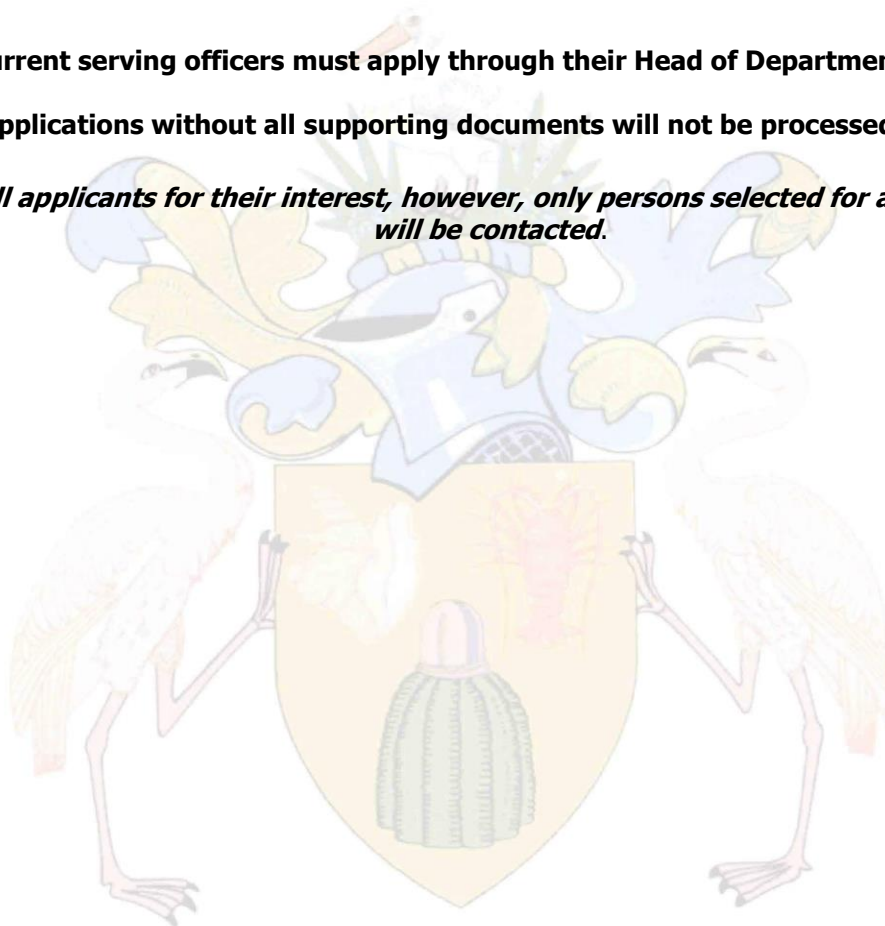 urrent serving officers must apply through their Head of Departmen
pplications without all supporting documents will not be processed
ll applicants for their interest, however, only persons selected for a
will be contacted.